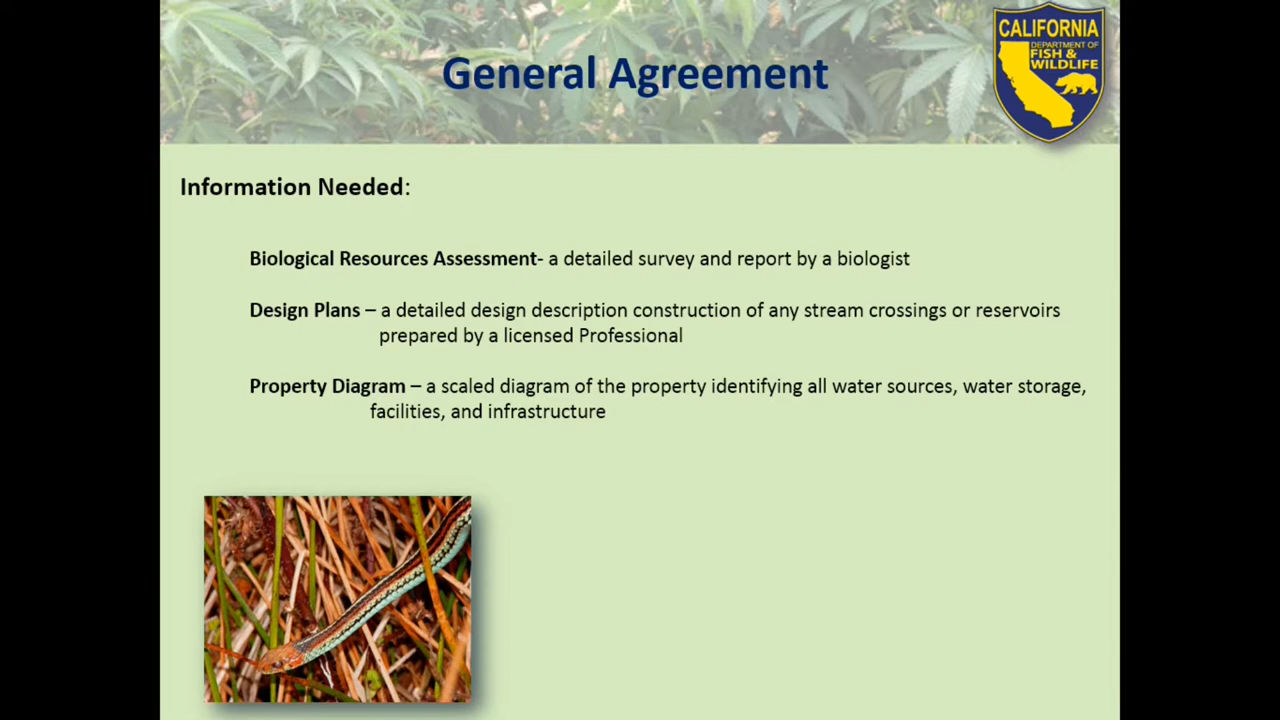 General Agreement
CALIFORNIA
DEPARTMENT OF
FISH &
WILDLIFE
Information Needed:
Biological Resources Assessment- a detailed survey and report by a biologist
Design Plans – a detailed design description construction of any stream crossings or reservoirs
prepared by a licensed Professional
Property Diagram – a scaled diagram of the property identifying all water sources, water storage,
facilities, and infrastructure